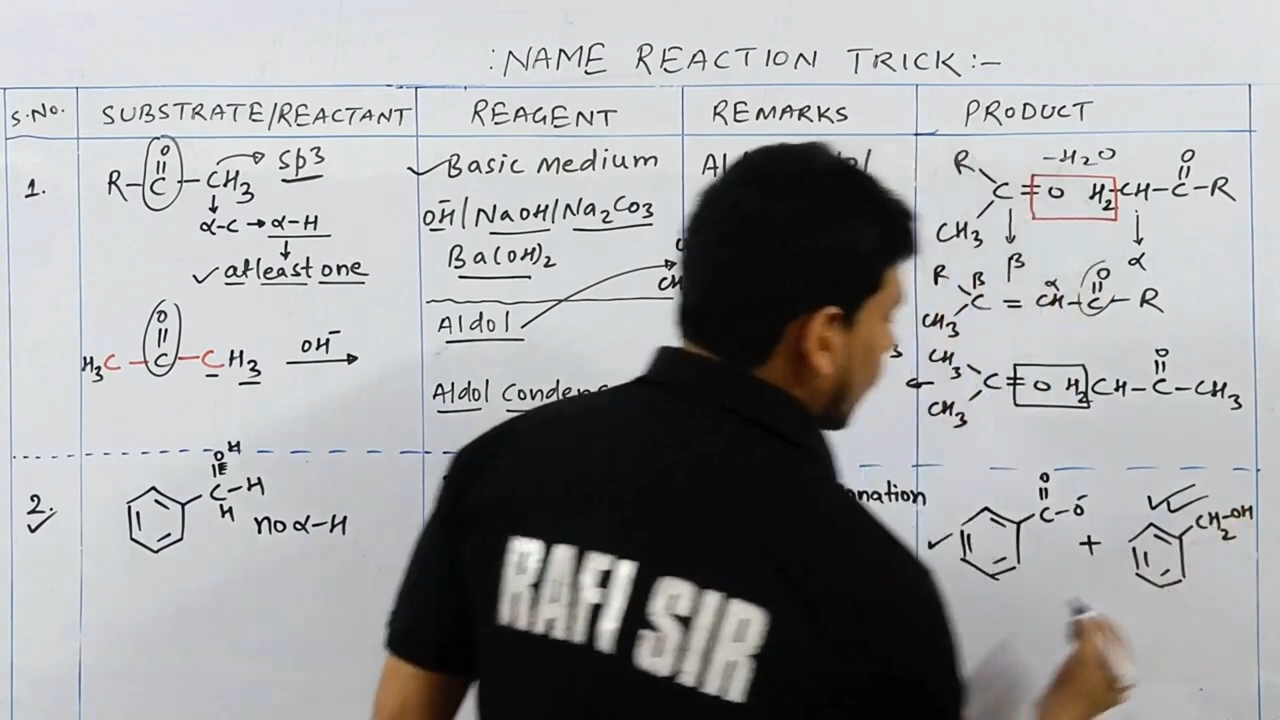 :NAME REACTION TRICK:-
S.No. SUBSTRATE/REACTANT REAGENT REMARKS PRODUCT
1.
O
R-C-CH3 → sp3
α-C → α-H
✓ atleast one
O
H3C-C-CH3 OH⁻
✓ Basic medium
OH⁻/NaOH/Na2CO3
Ba(OH)2
Aldol
Aldol
R -H2O O
C=O H2CH-C-R
CH3
β α
R β α O
C=CH-C-R
CH3
CH3 O
C=O H2CH-C-CH3
CH3
2.
✓
OH
C-H
H
no α-H
O
✓ C-O⁻ + CH2-OH
RAFI SIR